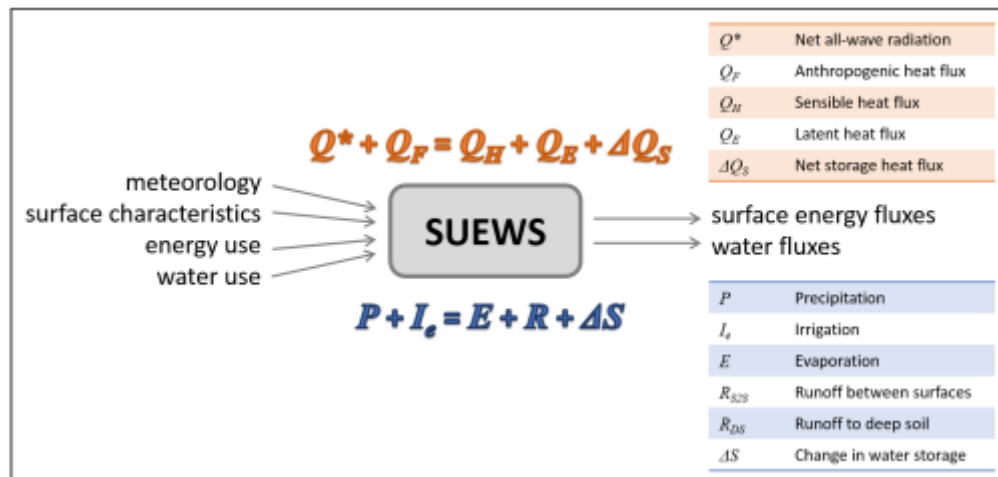 Q* Net all-wave radiation
Q_F Anthropogenic heat flux
Q_H Sensible heat flux
Q_E Latent heat flux
ΔQ_S Net storage heat flux
Q* + Q_F = Q_H + Q_E + ΔQ_S
meteorology
surface characteristics
energy use
water use
SUEWS
surface energy fluxes
water fluxes
P + I_e = E + R + ΔS
P Precipitation
I_e Irrigation
E Evaporation
R_S2S Runoff between surfaces
R_DS Runoff to deep soil
ΔS Change in water storage